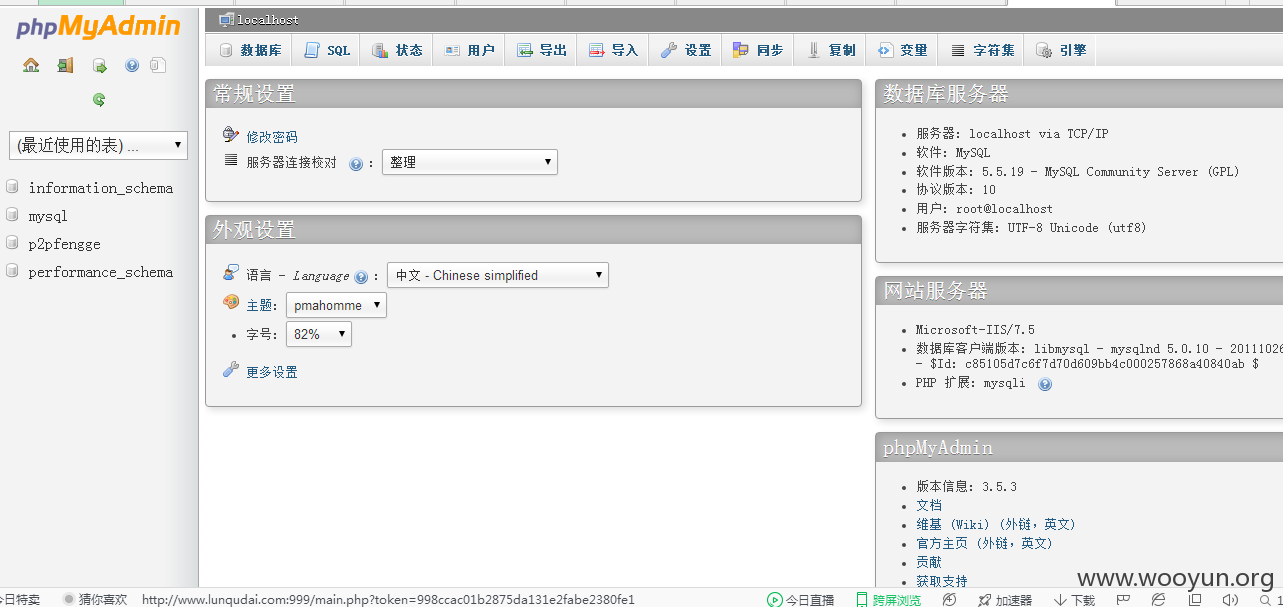 phpMyAdmin
(最近使用的表) ...
information_schema
mysql
p2pfengge
performance_schema
localhost
数据库 SQL 状态 用户 导出 导入 设置 同步 复制 变量 字符集 引擎
常规设置
修改密码
服务器连接校对 : 整理
外观设置
语言 - Language : 中文 - Chinese simplified
主题: pmahomme
字号: 82%
更多设置
数据库服务器
服务器: localhost via TCP/IP
软件: MySQL
软件版本: 5.5.19 - MySQL Community Server (GPL)
协议版本: 10
用户: root@localhost
服务器字符集: UTF-8 Unicode (utf8)
网站服务器
Microsoft-IIS/7.5
数据库客户端版本: libmysql - mysqlnd 5.0.10 - 20111026
- $Id: c85105d7c6f7d70d609bb4c000257868a40840ab $
PHP 扩展: mysqli
phpMyAdmin
版本信息: 3.5.3
文档
维基 (Wiki) (外链，英文)
官方主页 (外链，英文)
贡献
获取支持
www.wooyun.org
今日特卖 猜你喜欢 http://www.lunqudai.com:999/main.php?token=998ccac01b2875da131e2fabe2380fe1 今日直播 跨屏浏览 加速器 下载